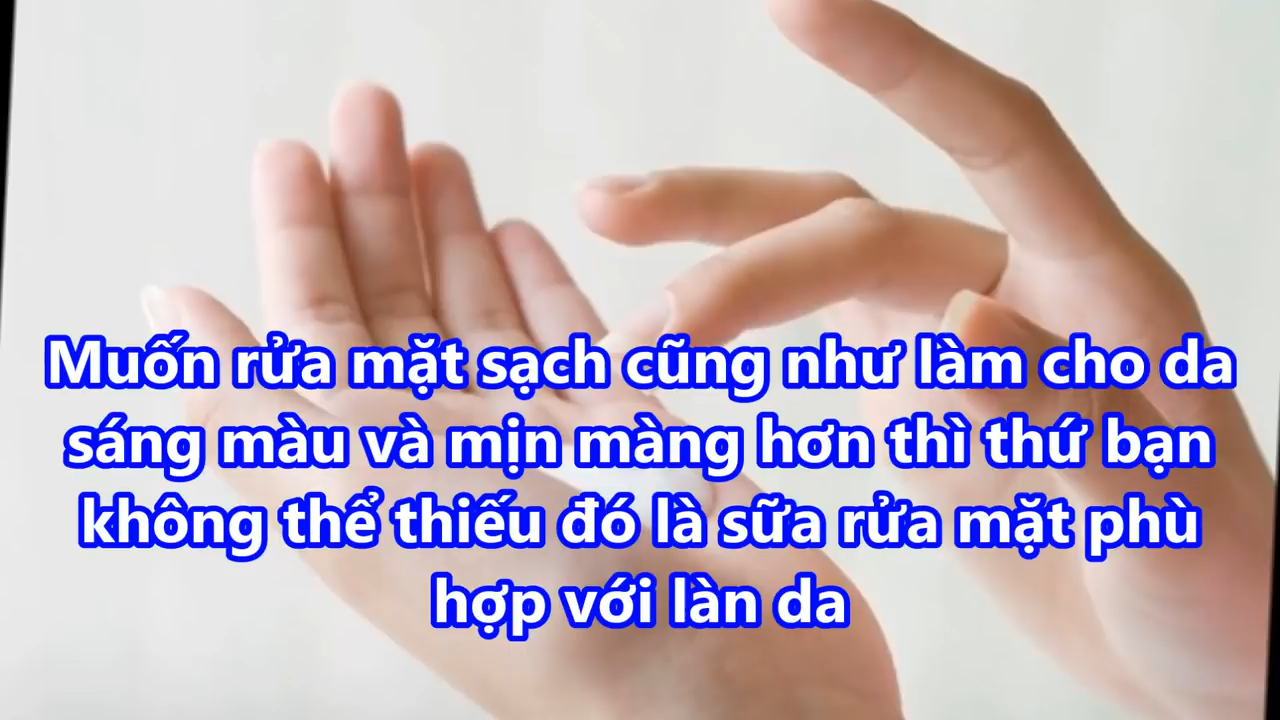 Muốn rửa mặt sạch cũng như làm cho da
sáng màu và mịn màng hơn thì thứ bạn
không thể thiếu đó là sữa rửa mặt phù
hợp với làn da